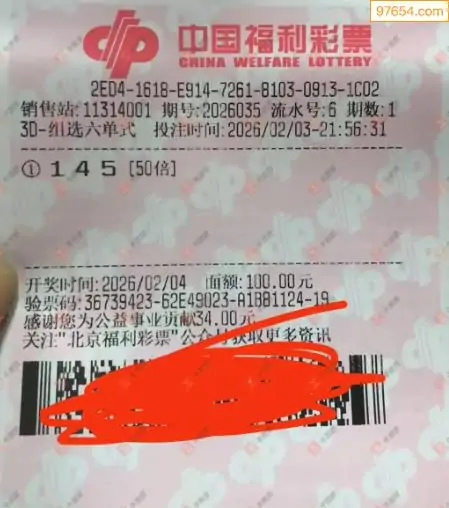 97654.com
中国福利彩票
CHINA WELFARE LOTTERY
2ED4-1618-E914-7261-8103-0913-1C02
销售站:11314001 期号:2026035 流水号:6 期数:1
3D-组选六单式 投注时间:2026/02/03-21:56:31
① 1 4 5 [50倍]
开奖时间:2026/02/04 面额:100.00元
验票码:36739423-62E49023-A1BB1124-19
感谢您为公益事业贡献34.00元
关注"北京福利彩票"公众号获取更多资讯